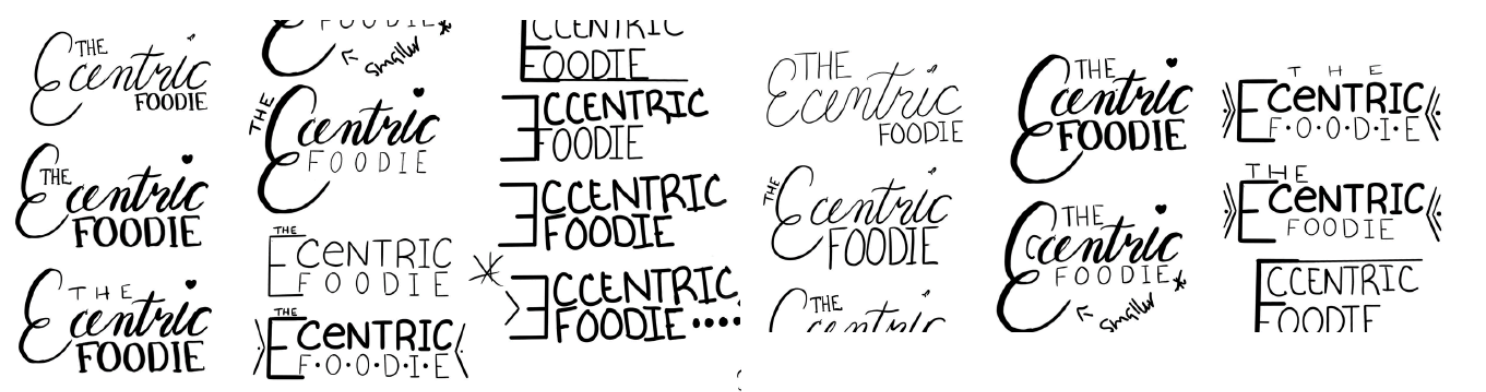 THE
Ecentric
FOODIE
THE
Ecentric
FOODIE
THE
Ecentric
FOODIE
smaller
THE
Ecentric
FOODIE
THE
ECeNTRIC
FOODIE
THE
ECeNTRIC
F·O·O·D·I·E
CCENTRIC
FOODIE
ECCENTRIC
FOODIE
ECCENTRIC
FOODIE
ECCENTRIC
FOODIE ••••
THE
Ecentric
FOODIE
THE
Ecentric
FOODIE
THE
THE
Ecentric
FOODIE
THE
Eccentric
FOODIE
smaller
THE
ECeNTRIC
F·O·O·D·I·E
THE
ECeNTRIC
FOODIE
ECCENTRIC
FOODIE